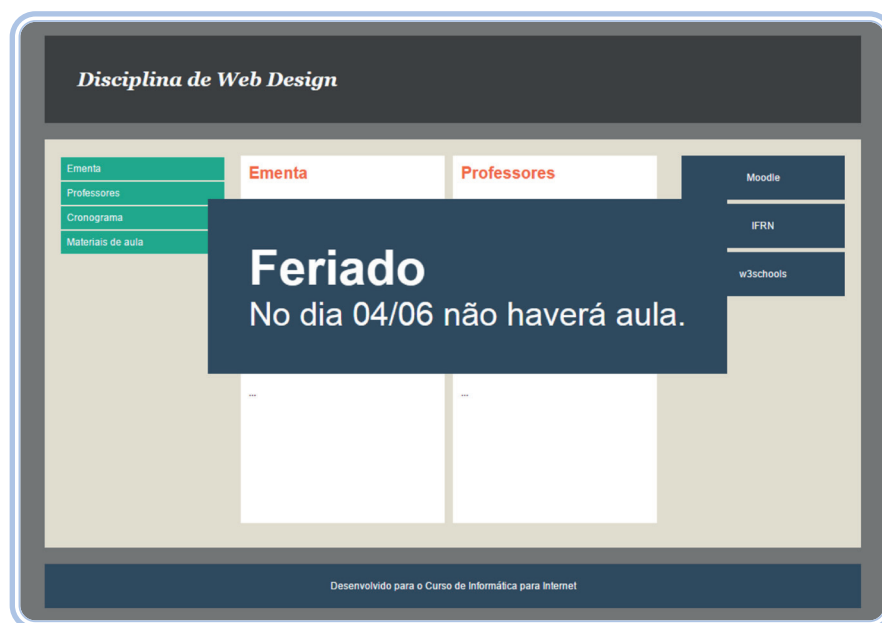 Disciplina de Web Design
Ementa
Professores
Cronograma
Materiais de aula
Ementa
Professores
Moodle
IFRN
w3schools
Feriado
No dia 04/06 não haverá aula.
...
...
Desenvolvido para o Curso de Informática para Internet